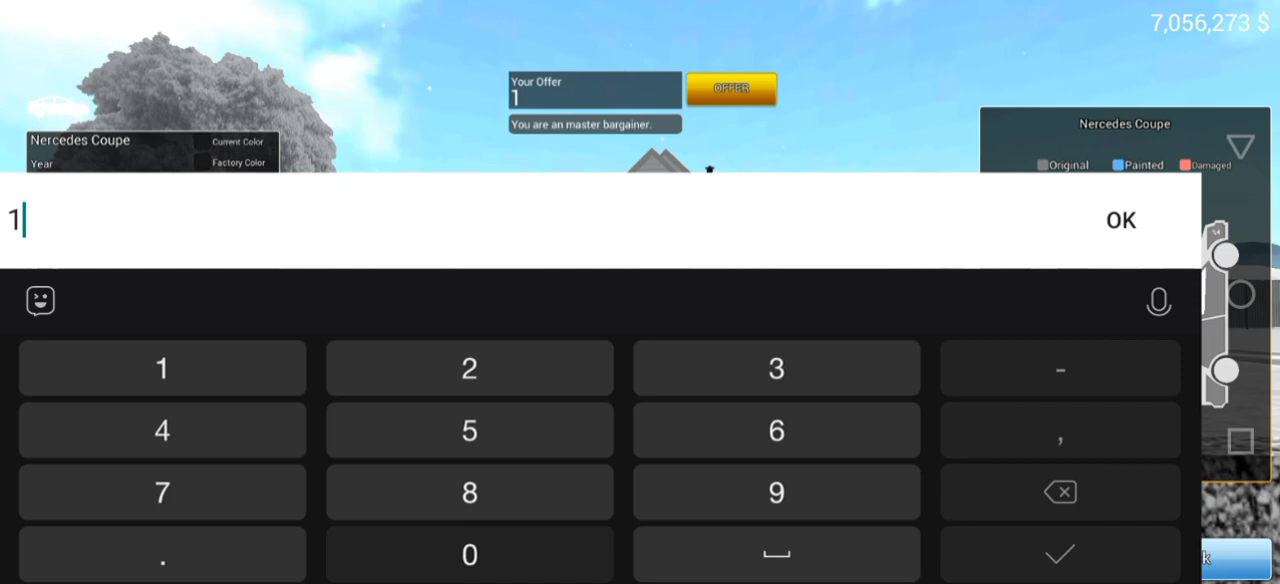 7,056,273 $
Your Offer
1
OFFER
You are an master bargainer.
Nercedes Coupe
Current Color
Year
Factory Color
Nercedes Coupe
Original
Painted
Damaged
1
OK
1
2
3
-
4
5
6
,
7
8
9
.
0
k